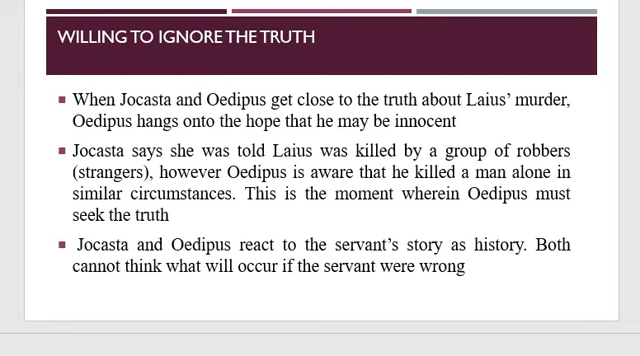 WILLING TO IGNORE THE TRUTH
When Jocasta and Oedipus get close to the truth about Laius' murder,
Oedipus hangs onto the hope that he may be innocent
Jocasta says she was told Laius was killed by a group of robbers
(strangers), however Oedipus is aware that he killed a man alone in
similar circumstances. This is the moment wherein Oedipus must
seek the truth
Jocasta and Oedipus react to the servant's story as history. Both
cannot think what will occur if the servant were wrong